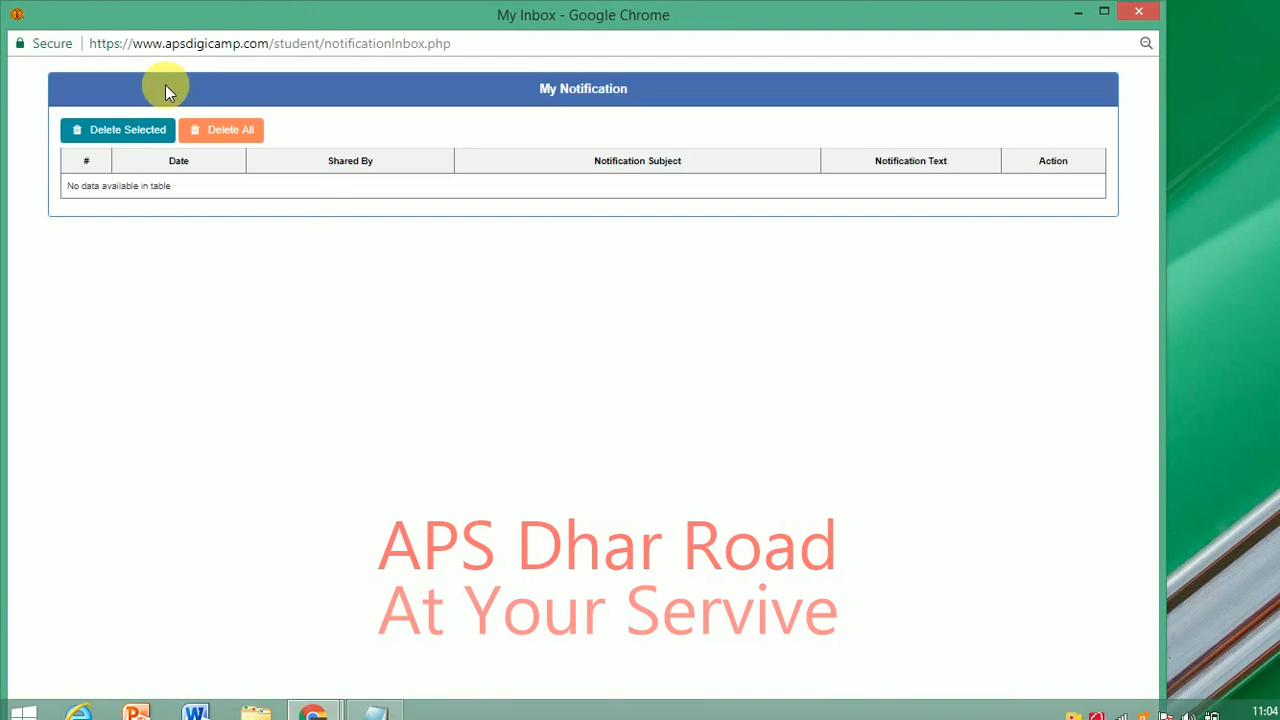 My Inbox - Google Chrome
Secure https://www.apsdigicamp.com/student/notificationInbox.php
My Notification
Delete Selected Delete All
# Date Shared By Notification Subject Notification Text Action
No data available in table
APS Dhar Road
At Your Servive
11:04